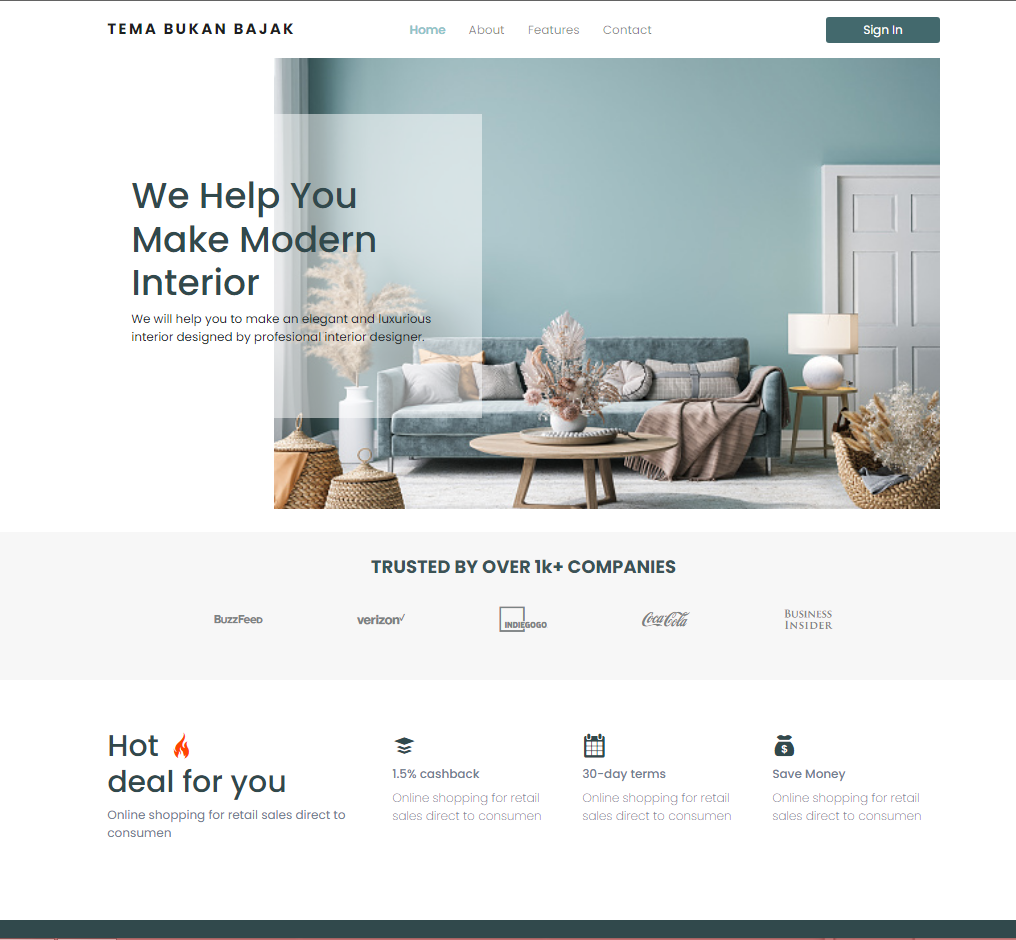 TEMA BUKAN BAJAK
Home About Features Contact
Sign In
We Help You
Make Modern
Interior
We will help you to make an elegant and luxurious
interior designed by profesional interior designer.
TRUSTED BY OVER 1k+ COMPANIES
BuzzFeed
verizon✓
INDIEGOGO
Coca-Cola
BUSINESS
INSIDER
Hot
deal for you
Online shopping for retail sales direct to
consumen
1.5% cashback
Online shopping for retail
sales direct to consumen
30-day terms
Online shopping for retail
sales direct to consumen
$
Save Money
Online shopping for retail
sales direct to consumen